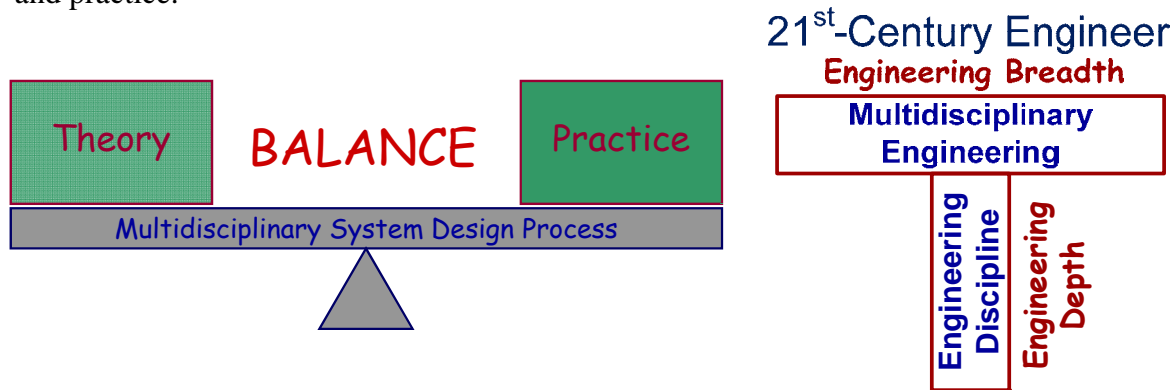 and practice.
Theory
BALANCE
Practice
Multidisciplinary System Design Process
21st-Century Engineer
Engineering Breadth
Multidisciplinary
Engineering
Engineering
Discipline
Engineering
Depth